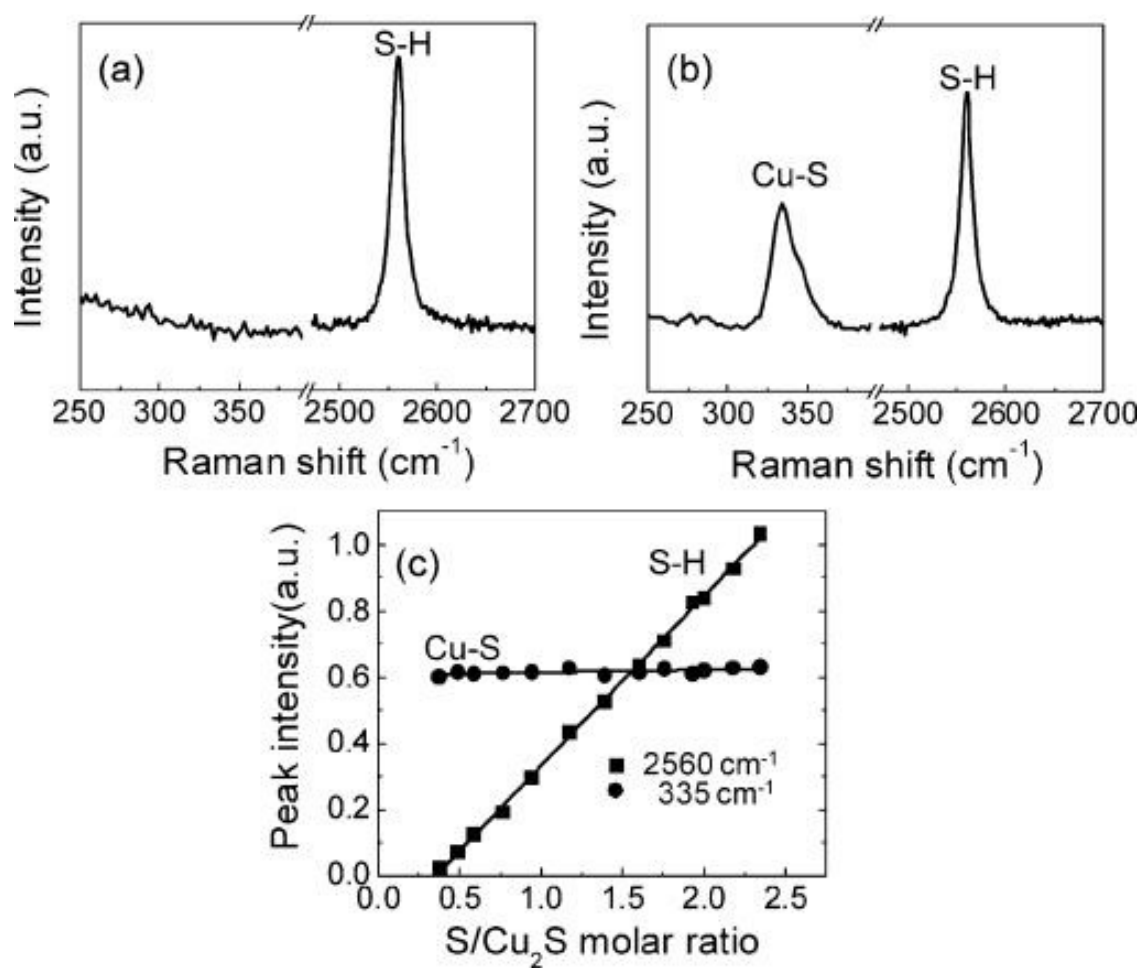 (a)
S-H
Intensity (a.u.)
250 300 350 2500 2600 2700
Raman shift (cm⁻¹)
(b)
S-H
Cu-S
Intensity (a.u.)
250 300 350 2500 2600 2700
Raman shift (cm⁻¹)
(c)
S-H
Cu-S
2560 cm⁻¹
335 cm⁻¹
Peak intensity(a.u.)
1.0
0.8
0.6
0.4
0.2
0.0
0.0 0.5 1.0 1.5 2.0 2.5
S/Cu₂S molar ratio